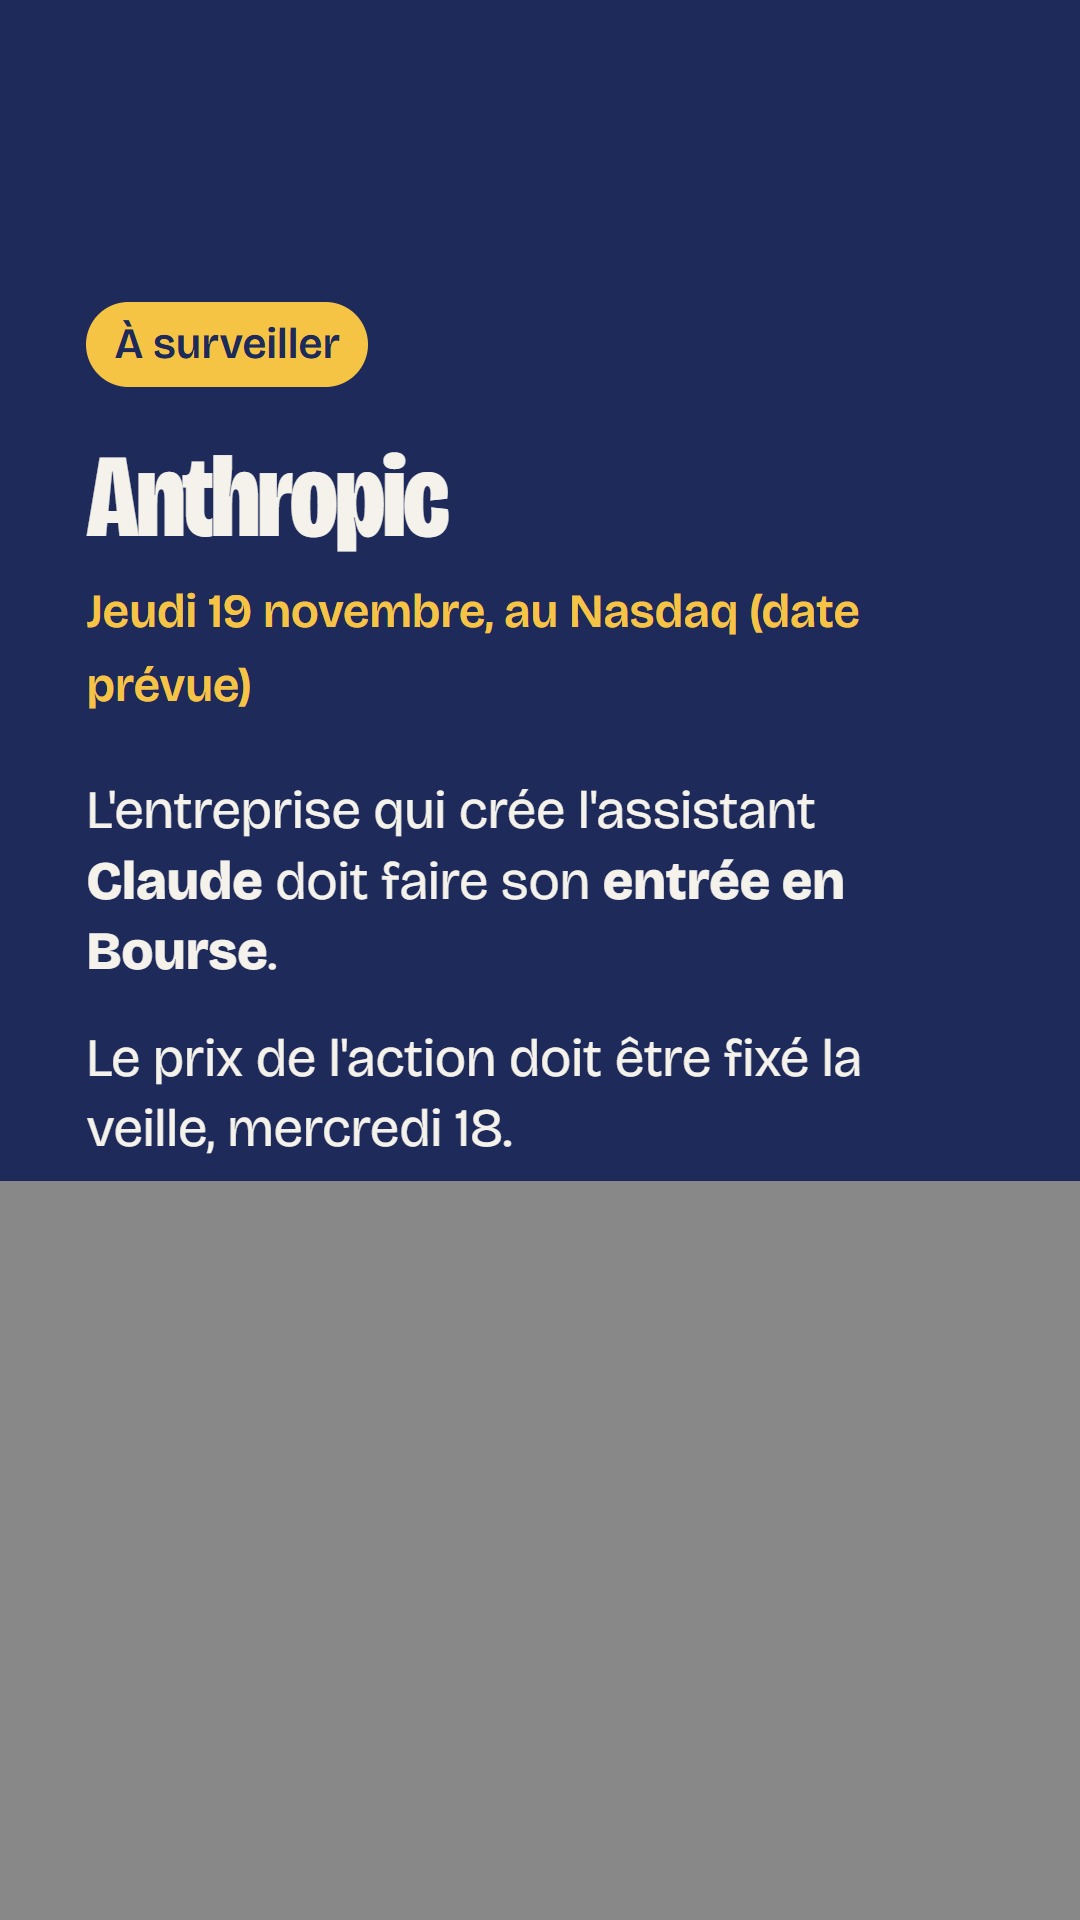 À surveiller
Anthropic
Jeudi 19 novembre, au Nasdaq (date
prévue)
L'entreprise qui crée l'assistant
Claude doit faire son entrée en
Bourse.
Le prix de l'action doit être fixé la
veille, mercredi 18.